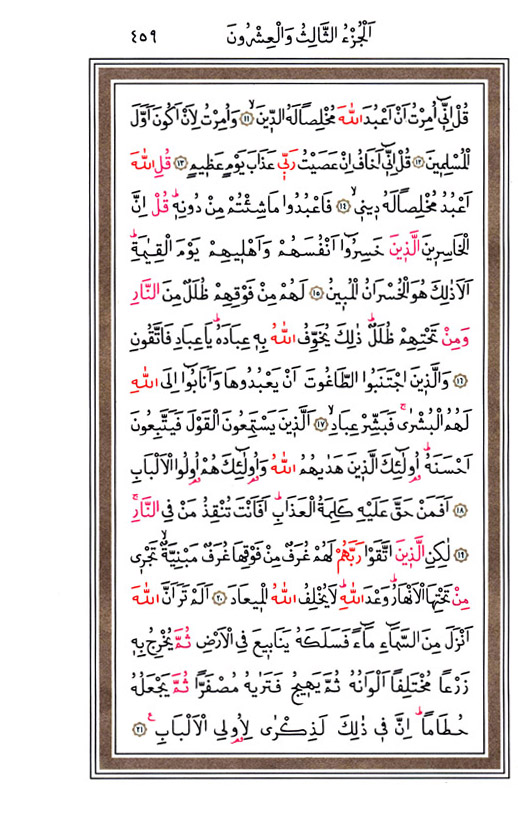 اَلْجُزْءُ الثَّالِثُ وَالْعِشْرُونَ
٤٥٩
قُلْ اِنّٖٓي اُمِرْتُ اَنْ اَعْبُدَ اللّٰهَ مُخْلِصاً لَهُ الدّٖينَۙ ﴿١١﴾ وَاُمِرْتُ لِاَنْ اَكُونَ اَوَّلَ
الْمُسْلِمٖينَ ﴿١٢﴾ قُلْ اِنّٖٓي اَخَافُ اِنْ عَصَيْتُ رَبّٖي عَذَابَ يَوْمٍ عَظٖيمٍ ﴿١٣﴾ قُلِ اللّٰهَ
اَعْبُدُ مُخْلِصاً لَهُ دٖينٖيۙ ﴿١٤﴾ فَاعْبُدُوا مَا شِئْتُمْ مِنْ دُونِهٖؕ قُلْ اِنَّ
الْخَاسِرٖينَ الَّذٖينَ خَسِرُٓوا اَنْفُسَهُمْ وَاَهْلٖيهِمْ يَوْمَ الْقِيٰمَةِؕ
اَلَا ذٰلِكَ هُوَ الْخُسْرَانُ الْمُبٖينُ ﴿١٥﴾ لَهُمْ مِنْ فَوْقِهِمْ ظُلَلٌ مِنَ النَّارِ
وَمِنْ تَحْتِهِمْ ظُلَلٌؕ ذٰلِكَ يُخَوِّفُ اللّٰهُ بِهٖ عِبَادَهُؕ يَا عِبَادِ فَاتَّقُونِ
﴿١٦﴾ وَالَّذٖينَ اجْتَنَبُوا الطَّاغُوتَ اَنْ يَعْبُدُوهَا وَاَنَابُٓوا اِلَى اللّٰهِ
لَهُمُ الْبُشْرٰىۚ فَبَشِّرْ عِبَادِۙ ﴿١٧﴾ اَلَّذٖينَ يَسْتَمِعُونَ الْقَوْلَ فَيَتَّبِعُونَ
اَحْسَنَهُؕ اُو۬لٰٓئِكَ الَّذٖينَ هَدٰيهُمُ اللّٰهُ وَاُو۬لٰٓئِكَ هُمْ اُو۬لُوا الْاَلْبَابِ
﴿١٨﴾ اَفَمَنْ حَقَّ عَلَيْهِ كَلِمَةُ الْعَذَابِؕ اَفَاَنْتَ تُنْقِذُ مَنْ فِي النَّارِۚ
﴿١٩﴾ لٰكِنِ الَّذٖينَ اتَّقَوْا رَبَّهُمْ لَهُمْ غُرَفٌ مِنْ فَوْقِهَا غُرَفٌ مَبْنِيَّةٌۙ تَجْرٖي
مِنْ تَحْتِهَا الْاَنْهَارُؕ وَعْدَ اللّٰهِؕ لَا يُخْلِفُ اللّٰهُ الْمٖيعَادَ ﴿٢٠﴾ اَلَمْ تَرَ اَنَّ اللّٰهَ
اَنْزَلَ مِنَ السَّمَٓاءِ مَٓاءً فَسَلَكَهُ يَنَابٖيعَ فِي الْاَرْضِ ثُمَّ يُخْرِجُ بِهٖ
زَرْعاً مُخْتَلِفاً اَلْوَانُهُ ثُمَّ يَهٖيجُ فَتَرٰيهُ مُصْفَرًّا ثُمَّ يَجْعَلُهُ
حُطَاماًؕ اِنَّ فٖي ذٰلِكَ لَذِكْرٰى لِاُو۬لِي الْاَلْبَابِ ﴿٢١﴾